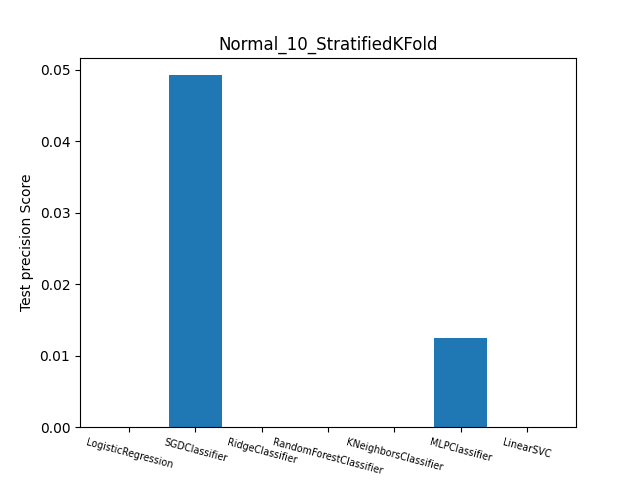 Normal_10_StratifiedKFold
Test precision Score
0.05
0.04
0.03
0.02
0.01
0.00
LogisticRegression
SGDClassifier
RidgeClassifier
RandomForestClassifier
KNeighborsClassifier
MLPClassifier
LinearSVC